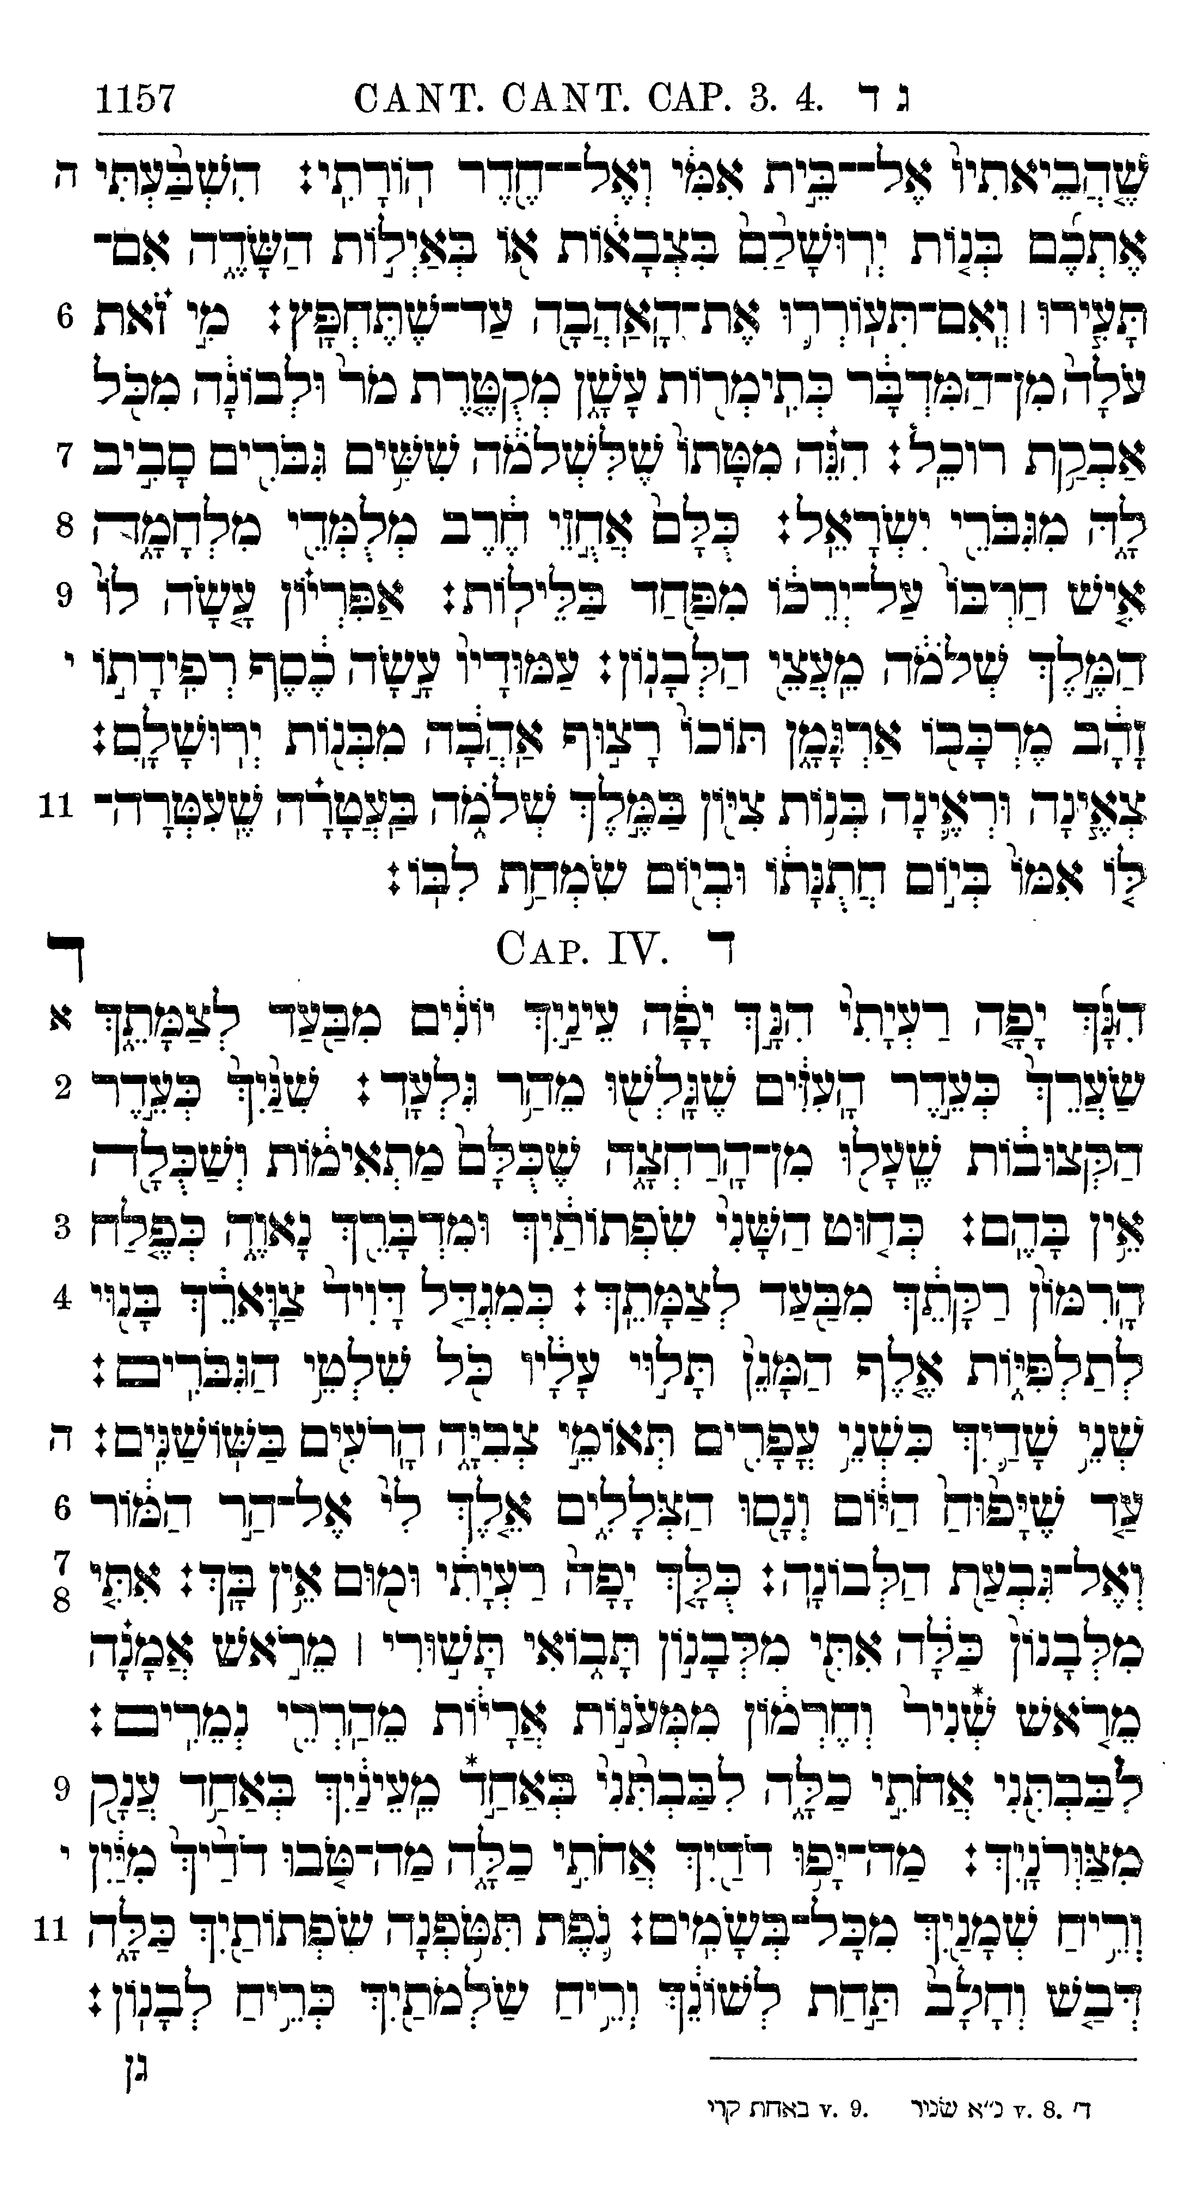 1157 CANT. CANT. CAP. 3. 4. ג ד
שֶׁהֲבֵיאתִיו אֶל־בֵּית אִמִּי וְאֶל־חֶדֶר הוֹרָתִי׃ הִשְׁבַּעְתִּי ה
אֶתְכֶם בְּנוֹת יְרוּשָׁלַםִ בִּצְבָאוֹת אוֹ בְּאַיְלוֹת הַשָּׂדֶה אִם־
תָּעִירוּ ׀ וְאִם־תְּעוֹרְרוּ אֶת־הָאַהֲבָה עַד־שֶׁתֶּחְפָּץ׃ מִי זֹאת 6
עֹלָה מִן־הַמִּדְבָּר כְּתִימְרוֹת עָשָׁן מְקֻטֶּרֶת מֹר וּלְבוֹנָה מִכֹּל
אַבְקַת רוֹכֵל׃ הִנֵּה מִטָּתוֹ שֶׁלִּשְׁלֹמֹה שִׁשִּׁים גִּבֹּרִים סָבִיב 7
לָהּ מִגִּבֹּרֵי יִשְׂרָאֵל׃ כֻּלָּם אֲחֻזֵי חֶרֶב מְלֻמְּדֵי מִלְחָמָה 8
אִישׁ חַרְבּוֹ עַל־יְרֵכוֹ מִפַּחַד בַּלֵּילוֹת׃ אַפִּרְיוֹן עָשָׂה לוֹ 9
הַמֶּלֶךְ שְׁלֹמֹה מֵעֲצֵי הַלְּבָנוֹן׃ עַמּוּדָיו עָשָׂה כֶסֶף רְפִידָתוֹ י
זָהָב מֶרְכָּבוֹ אַרְגָּמָן תּוֹכוֹ רָצוּף אַהֲבָה מִבְּנוֹת יְרוּשָׁלָםִ׃
צְאֶינָה וּרְאֶינָה בְּנוֹת צִיּוֹן בַּמֶּלֶךְ שְׁלֹמֹה בָּעֲטָרָה שֶׁעִטְּרָה־ 11
לּוֹ אִמּוֹ בְּיוֹם חֲתֻנָּתוֹ וּבְיוֹם שִׂמְחַת לִבּוֹ׃
ד CAP. IV. ד
הִנָּךְ יָפָה רַעְיָתִי הִנָּךְ יָפָה עֵינַיִךְ יוֹנִים מִבַּעַד לְצַמָּתֵךְ א
שַׂעֲרֵךְ כְּעֵדֶר הָעִזִּים שֶׁגָּלְשׁוּ מֵהַר גִּלְעָד׃ שִׁנַּיִךְ כְּעֵדֶר 2
הַקְּצוּבוֹת שֶׁעָלוּ מִן־הָרַחְצָה שֶׁכֻּלָּם מַתְאִימוֹת וְשַׁכֻּלָה
אֵין בָּהֶם׃ כְּחוּט הַשָּׁנִי שִׂפְתוֹתַיִךְ וּמִדְבָּרֵךְ נָאוֶה כְּפֶלַח 3
הָרִמּוֹן רַקָּתֵךְ מִבַּעַד לְצַמָּתֵךְ׃ כְּמִגְדַּל דָּוִיד צַוָּארֵךְ בָּנוּי 4
לְתַלְפִּיּוֹת אֶלֶף הַמָּגֵן תָּלוּי עָלָיו כֹּל שִׁלְטֵי הַגִּבֹּרִים׃
שְׁנֵי שָׁדַיִךְ כִּשְׁנֵי עֳפָרִים תְּאוֹמֵי צְבִיָּה הָרֹעִים בַּשּׁוֹשַׁנִּים׃ ה
עַד שֶׁיָּפוּחַ הַיּוֹם וְנָסוּ הַצְּלָלִים אֵלֶךְ לִי אֶל־הַר הַמּוֹר 6
וְאֶל־גִּבְעַת הַלְּבוֹנָה׃ כֻּלָּךְ יָפָה רַעְיָתִי וּמוּם אֵין בָּךְ׃ אִתִּי 7 8
מִלְּבָנוֹן כַּלָּה אִתִּי מִלְּבָנוֹן תָּבוֹאִי תָּשׁוּרִי ׀ מֵרֹאשׁ אֲמָנָה
מֵרֹאשׁ שְׂנִיר* וְחֶרְמוֹן מִמְּעֹנוֹת אֲרָיוֹת מֵהַרְרֵי נְמֵרִים׃
לִבַּבְתִּנִי אֲחֹתִי כַלָּה לִבַּבְתִּנִי בְּאַחַד* מֵעֵינַיִךְ בְּאַחַד עֲנָק 9
מִצַּוְּרֹנָיִךְ׃ מַה־יָּפוּ דֹדַיִךְ אֲחֹתִי כַלָּה מַה־טֹּבוּ דֹדַיִךְ מִיַּיִן י
וְרֵיחַ שְׁמָנַיִךְ מִכָּל־בְּשָׂמִים׃ נֹפֶת תִּטֹּפְנָה שִׂפְתוֹתַיִךְ כַּלָּה 11
דְּבַשׁ וְחָלָב תַּחַת לְשׁוֹנֵךְ וְרֵיחַ שַׂלְמֹתַיִךְ כְּרֵיחַ לְבָנוֹן׃
גן
ד׳ v. 8. נ״א שׂניר v. 9. באחת קרי